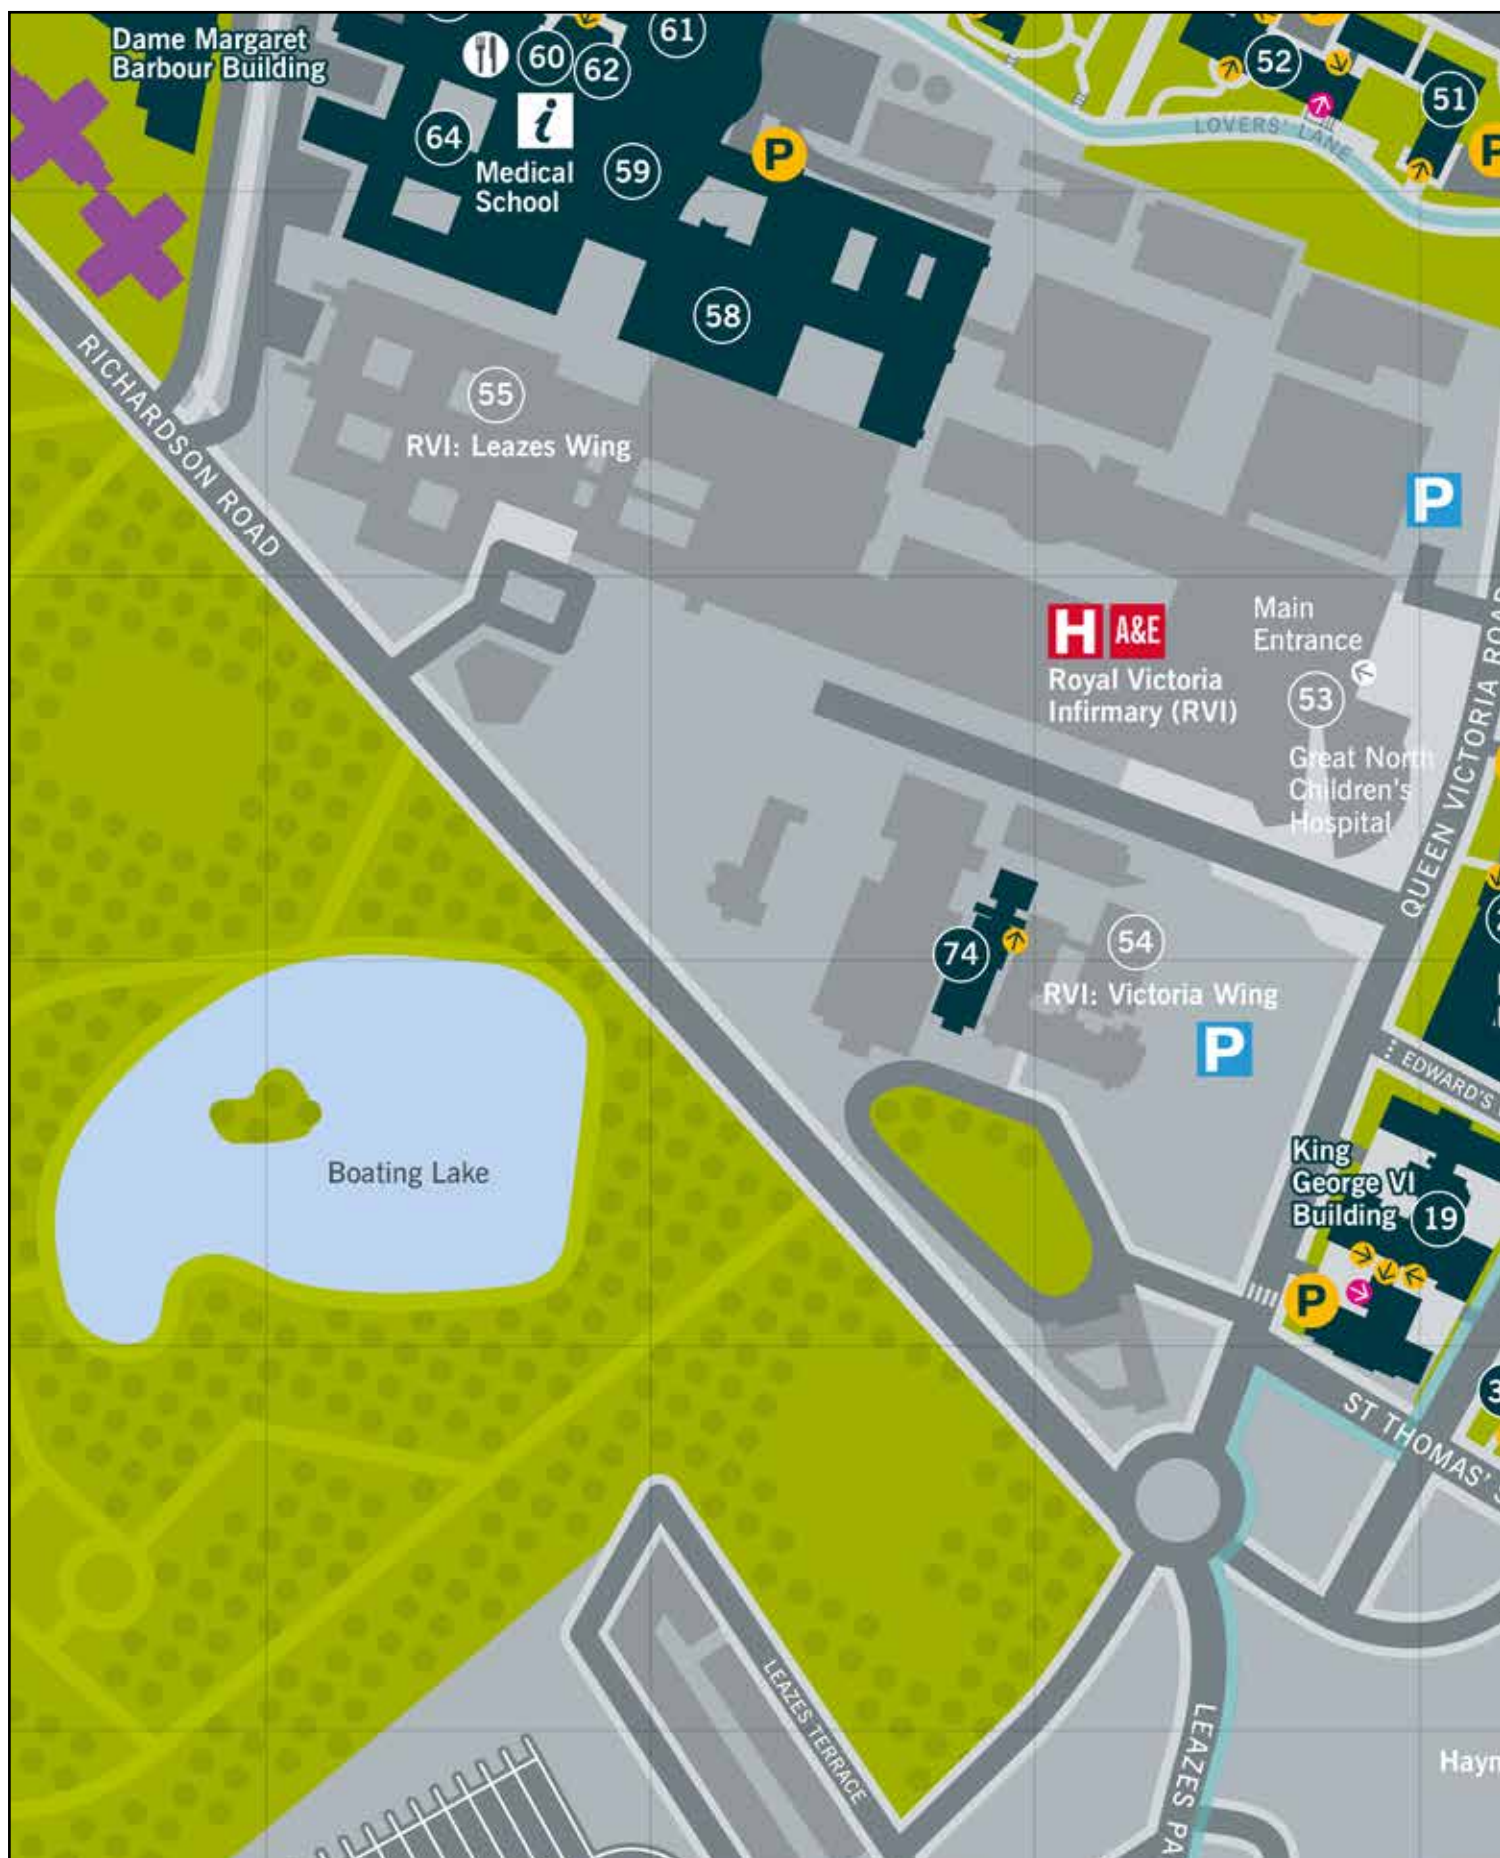 Dame Margaret
Barbour Building
60
62
61
52
51
64
i
Medical
School
59
P
P
LOVERS' LANE
58
55
RVI: Leazes Wing
RICHARDSON ROAD
P
H A&E
Royal Victoria
Infirmary (RVI)
Main
Entrance
53
Great North
Children's
Hospital
QUEEN VICTORIA ROAD
74
54
RVI: Victoria Wing
P
EDWARD'S
King
George VI
Building
19
P
Boating Lake
ST THOMAS'
LEAZES TERRACE
LEAZES PA
Haym